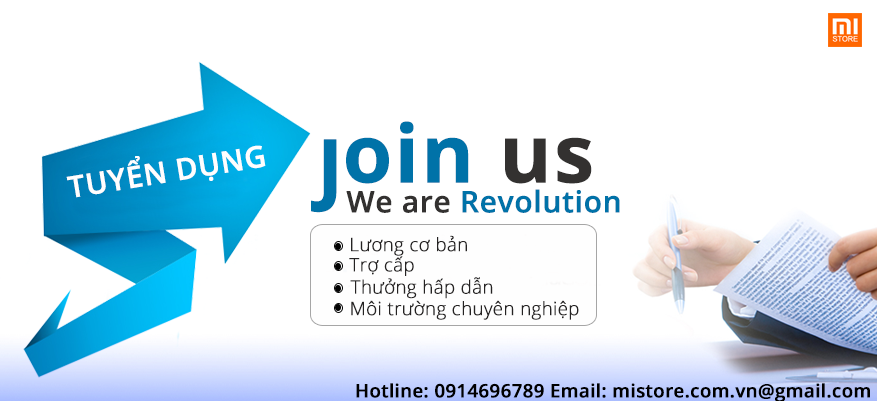 mi
STORE
TUYỂN DỤNG
Join us
We are Revolution
Lương cơ bản
Trợ cấp
Thưởng hấp dẫn
Môi trường chuyên nghiệp
Hotline: 0914696789 Email: mistore.com.vn@gmail.com